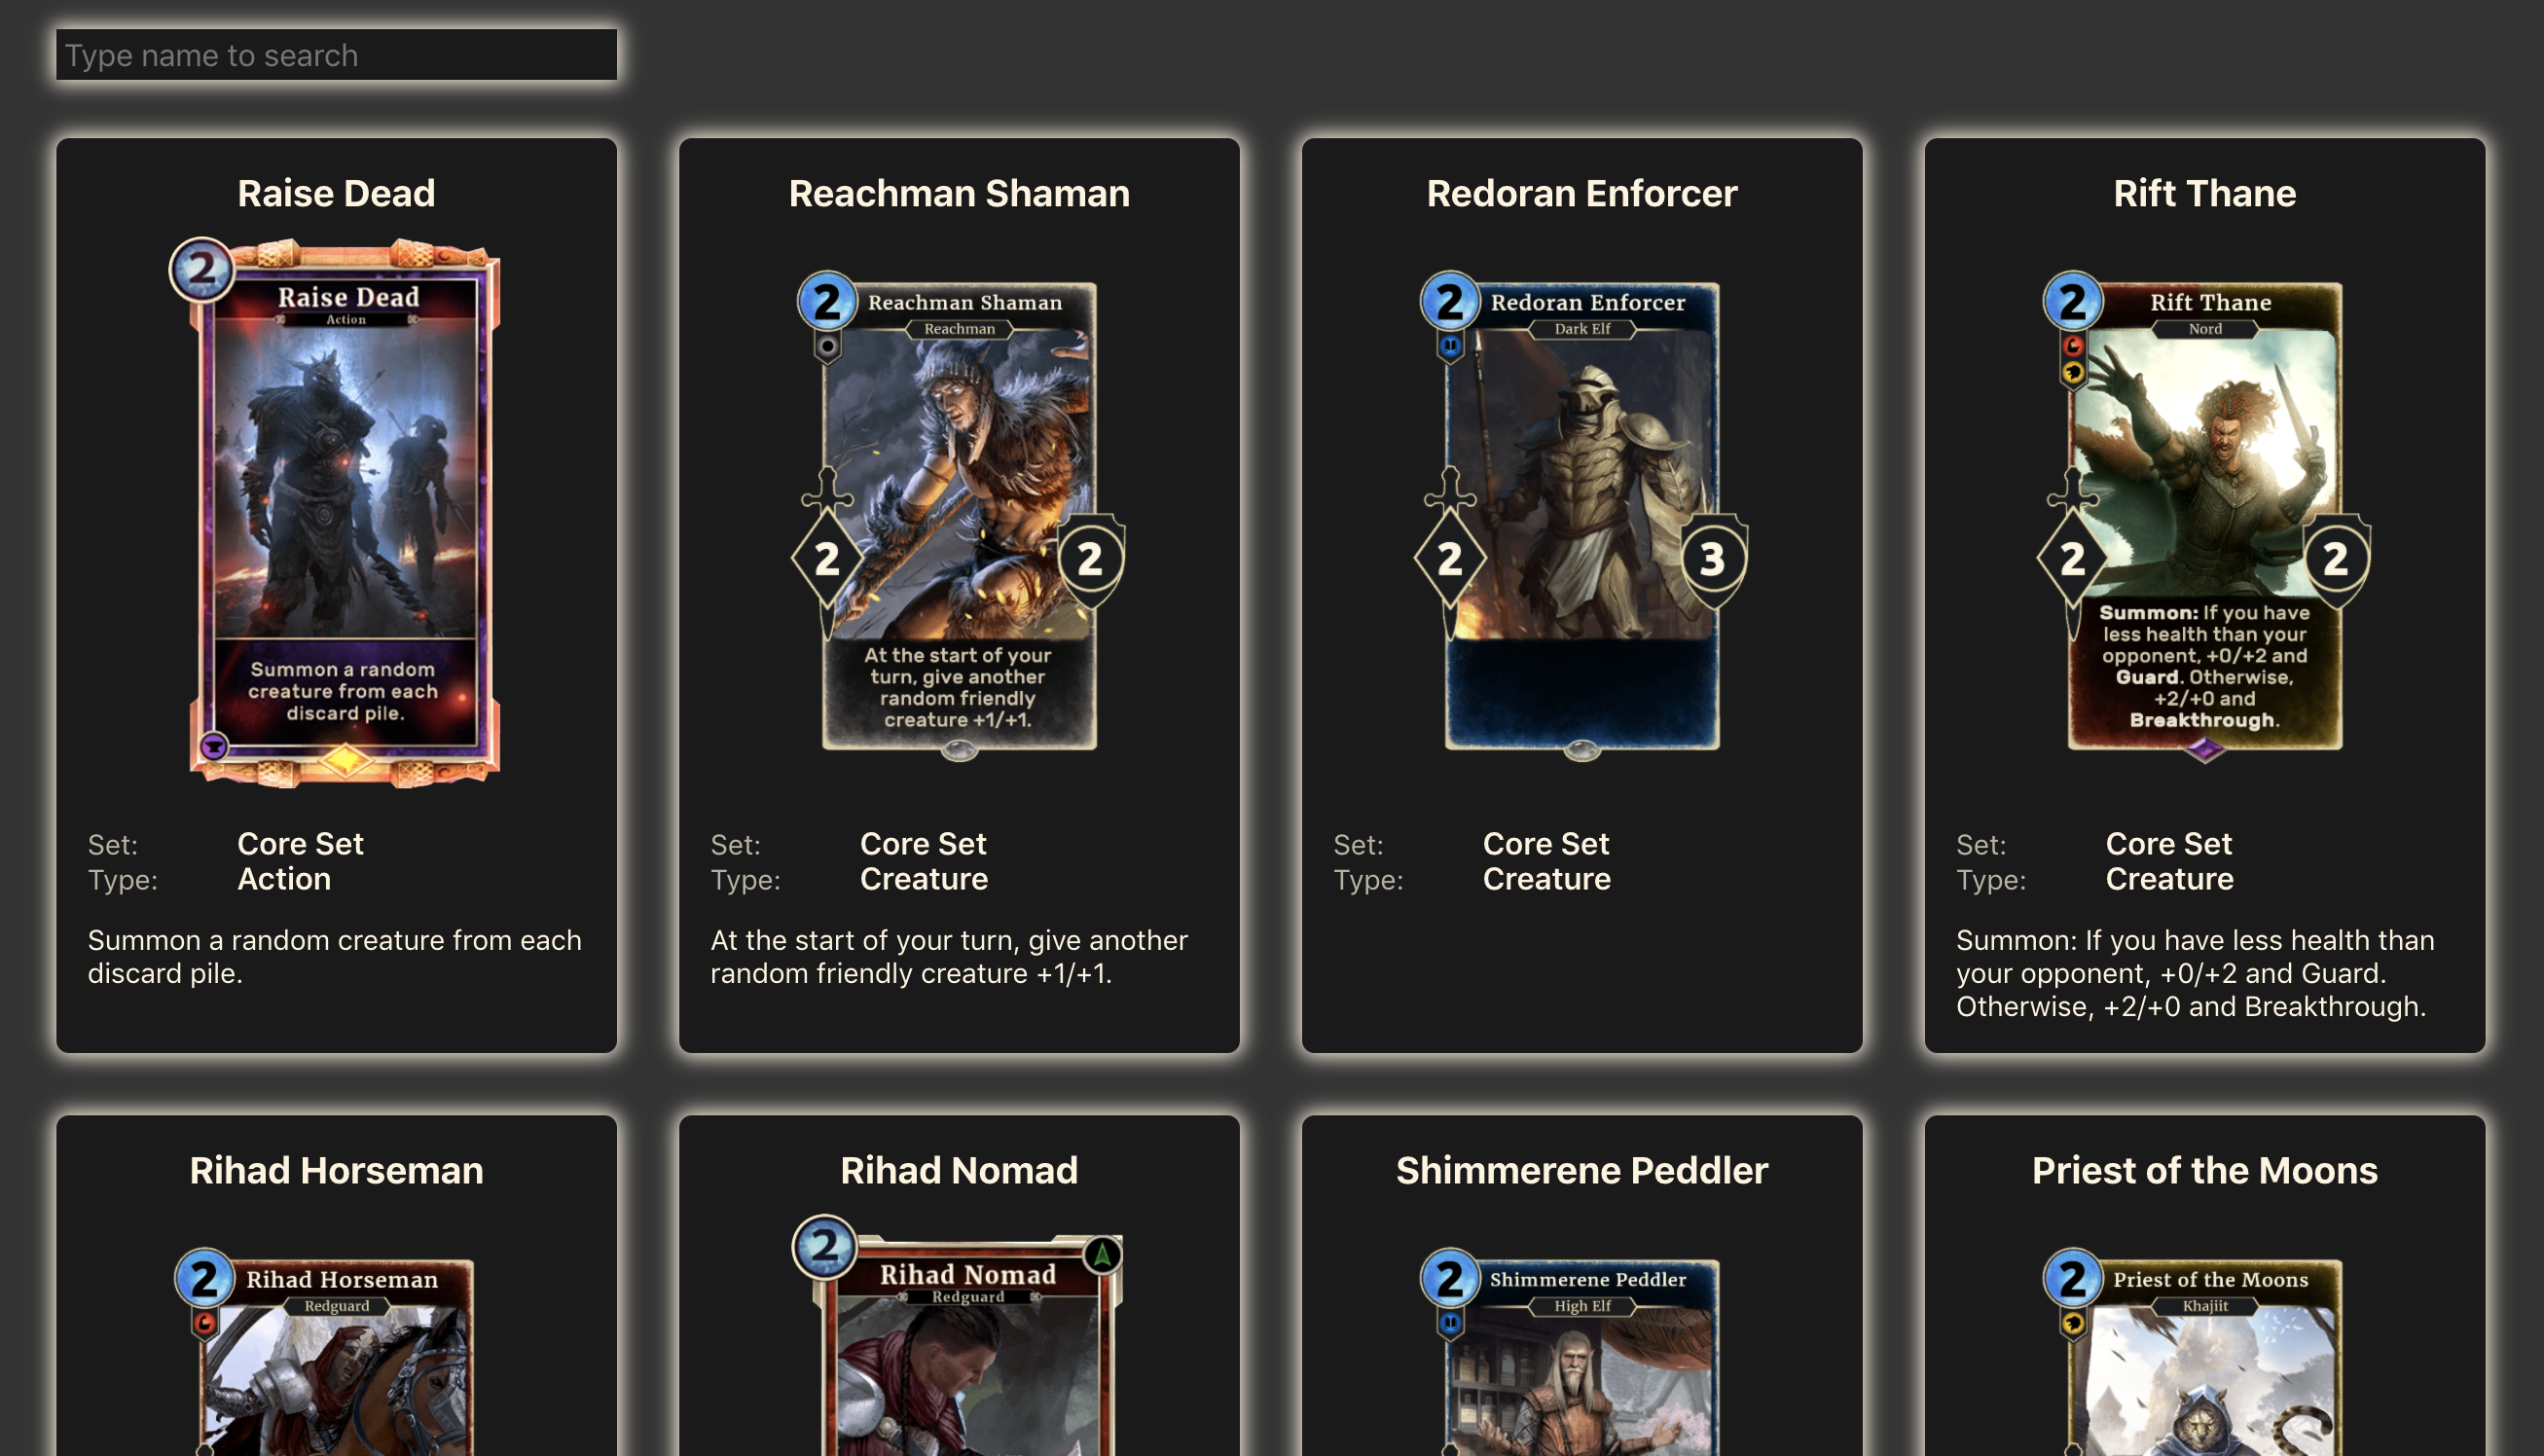 Type name to search
Raise Dead
Reachman Shaman
Redoran Enforcer
Rift Thane
2
Raise Dead
Action
Summon a random
creature from each
discard pile.
2
Reachman Shaman
Reachman
2
2
At the start of your
turn, give another
random friendly
creature +1/+1.
2
Redoran Enforcer
Dark Elf
2
3
2
Rift Thane
Nord
2
2
Summon: If you have
less health than your
opponent, +0/+2 and
Guard. Otherwise,
+2/+0 and
Breakthrough.
Set: Core Set
Type: Action
Summon a random creature from each
discard pile.
Set: Core Set
Type: Creature
At the start of your turn, give another
random friendly creature +1/+1.
Set: Core Set
Type: Creature
Set: Core Set
Type: Creature
Summon: If you have less health than
your opponent, +0/+2 and Guard.
Otherwise, +2/+0 and Breakthrough.
Rihad Horseman
Rihad Nomad
Shimmerene Peddler
Priest of the Moons
2
Rihad Horseman
Redguard
2
Rihad Nomad
Redguard
2
Shimmerene Peddler
High Elf
2
Priest of the Moons
Khajiit